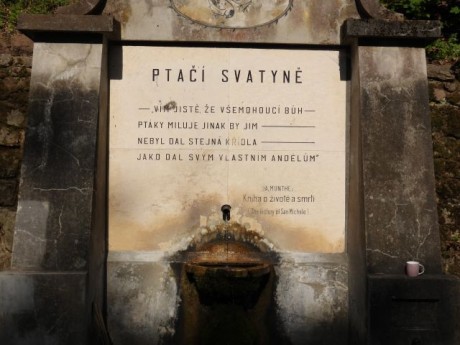 PTAČÍ SVATYNĚ
— „VÍM JISTĚ, ŽE VŠEMOHOUCÍ BŮH —
PTÁKY MILUJE JINAK BY JIM —
NEBYL DAL STEJNÁ KŘÍDLA —
JAKO DAL SVÝM VLASTNÍM ANDĚLŮM"
(A. MUNTHE:
Kniha o životě a smrti
( The History of San Michele )